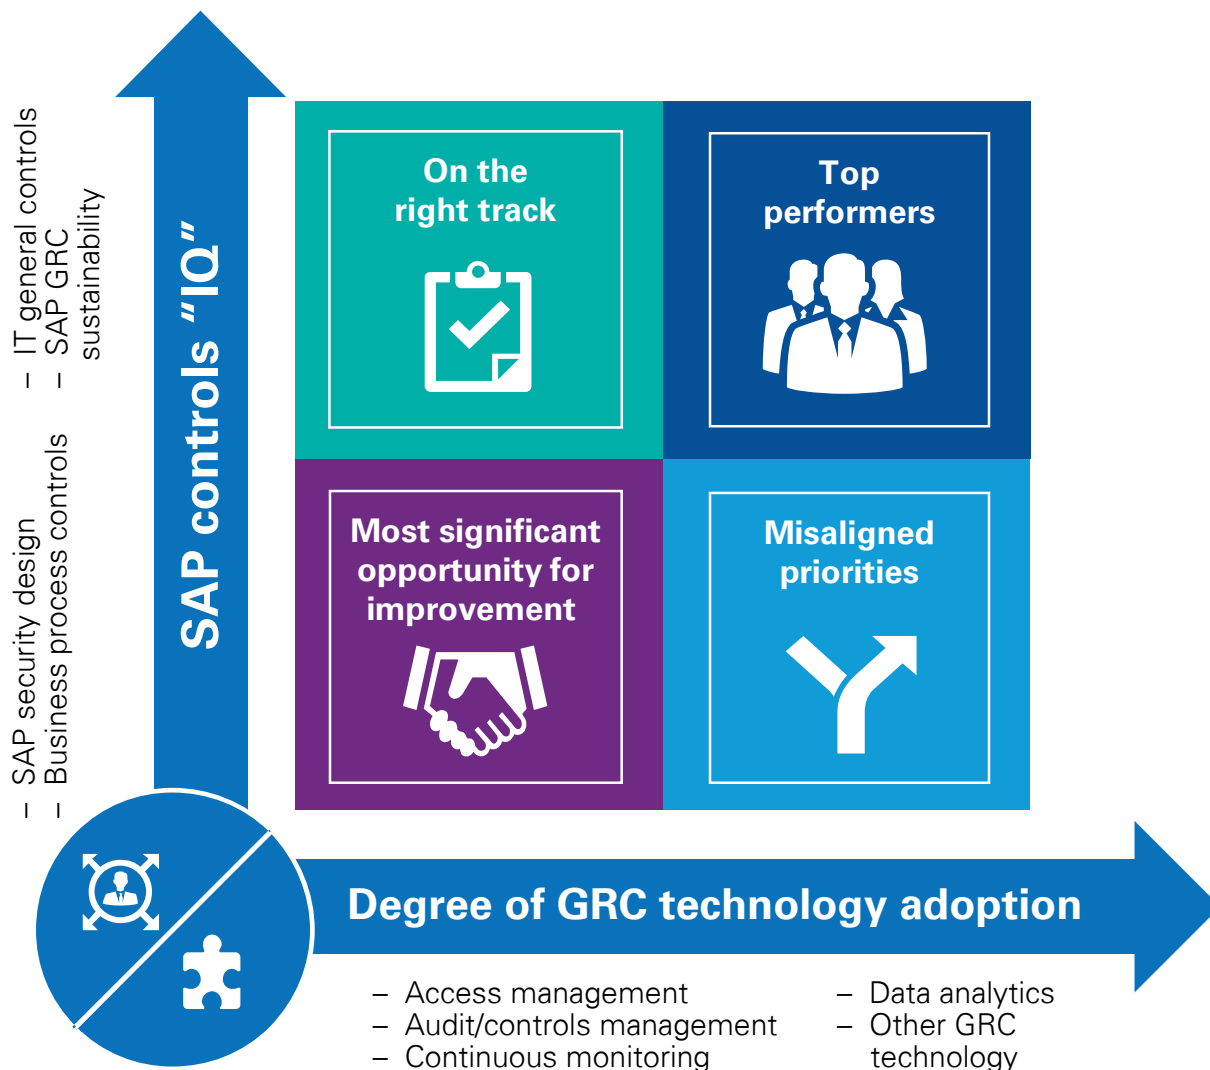 SAP controls "IQ"
– SAP security design
– Business process controls
– IT general controls
– SAP GRC
sustainability
On the
right track
Top
performers
Most significant
opportunity for
improvement
Misaligned
priorities
Degree of GRC technology adoption
– Access management
– Audit/controls management
– Continuous monitoring
– Data analytics
– Other GRC
technology